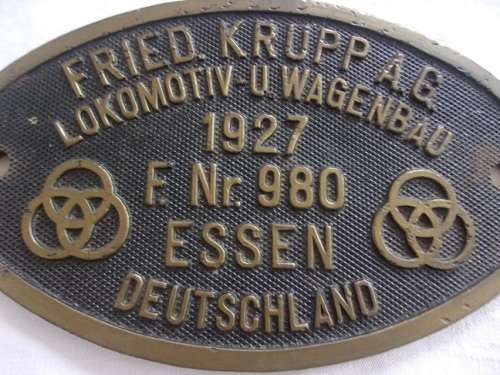 FRIED. KRUPP A.G.
LOKOMOTIV-U. WAGENBAU
1927
F. Nr. 980
ESSEN
DEUTSCHLAND